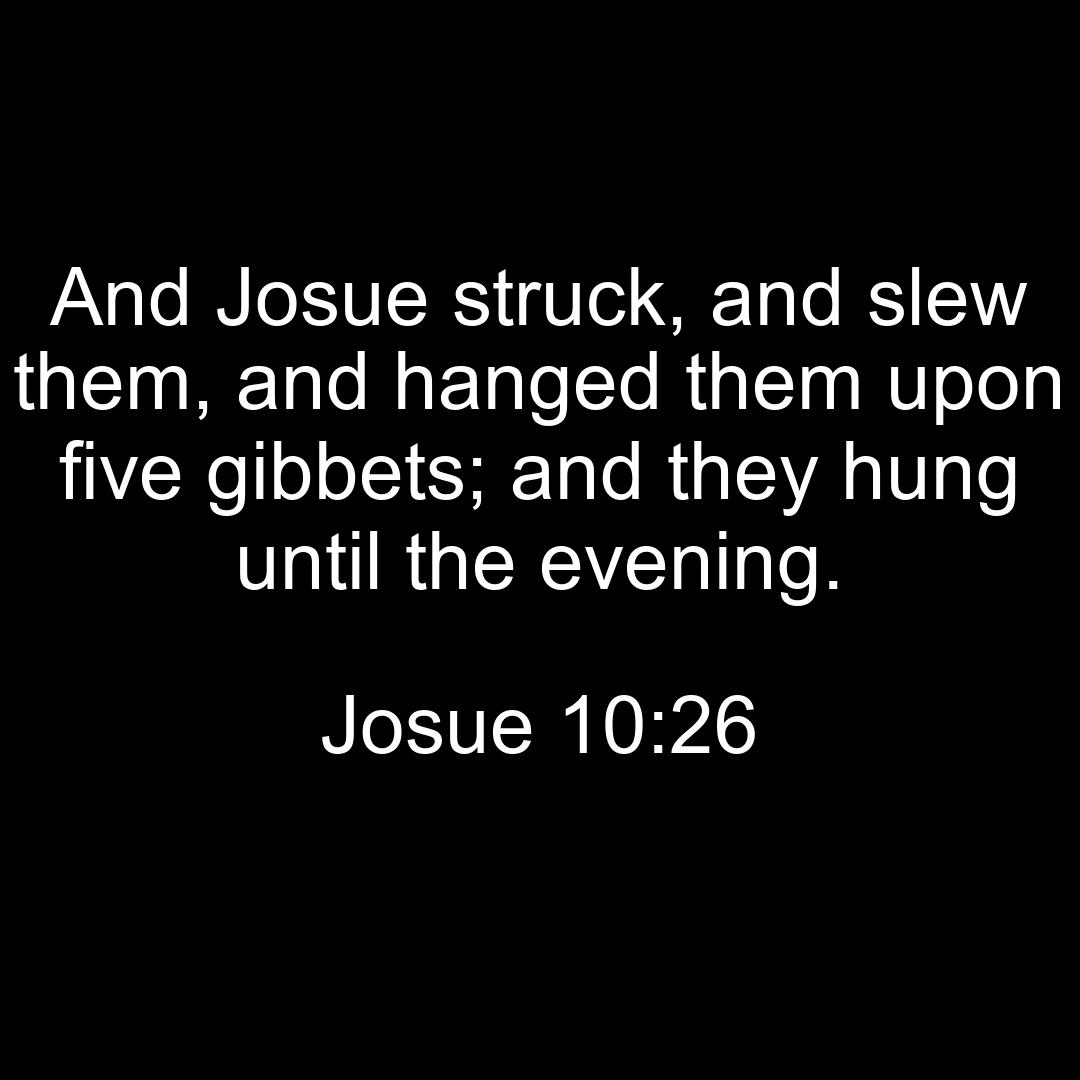 And Josue struck, and slew
them, and hanged them upon
five gibbets; and they hung
until the evening.
Josue 10:26